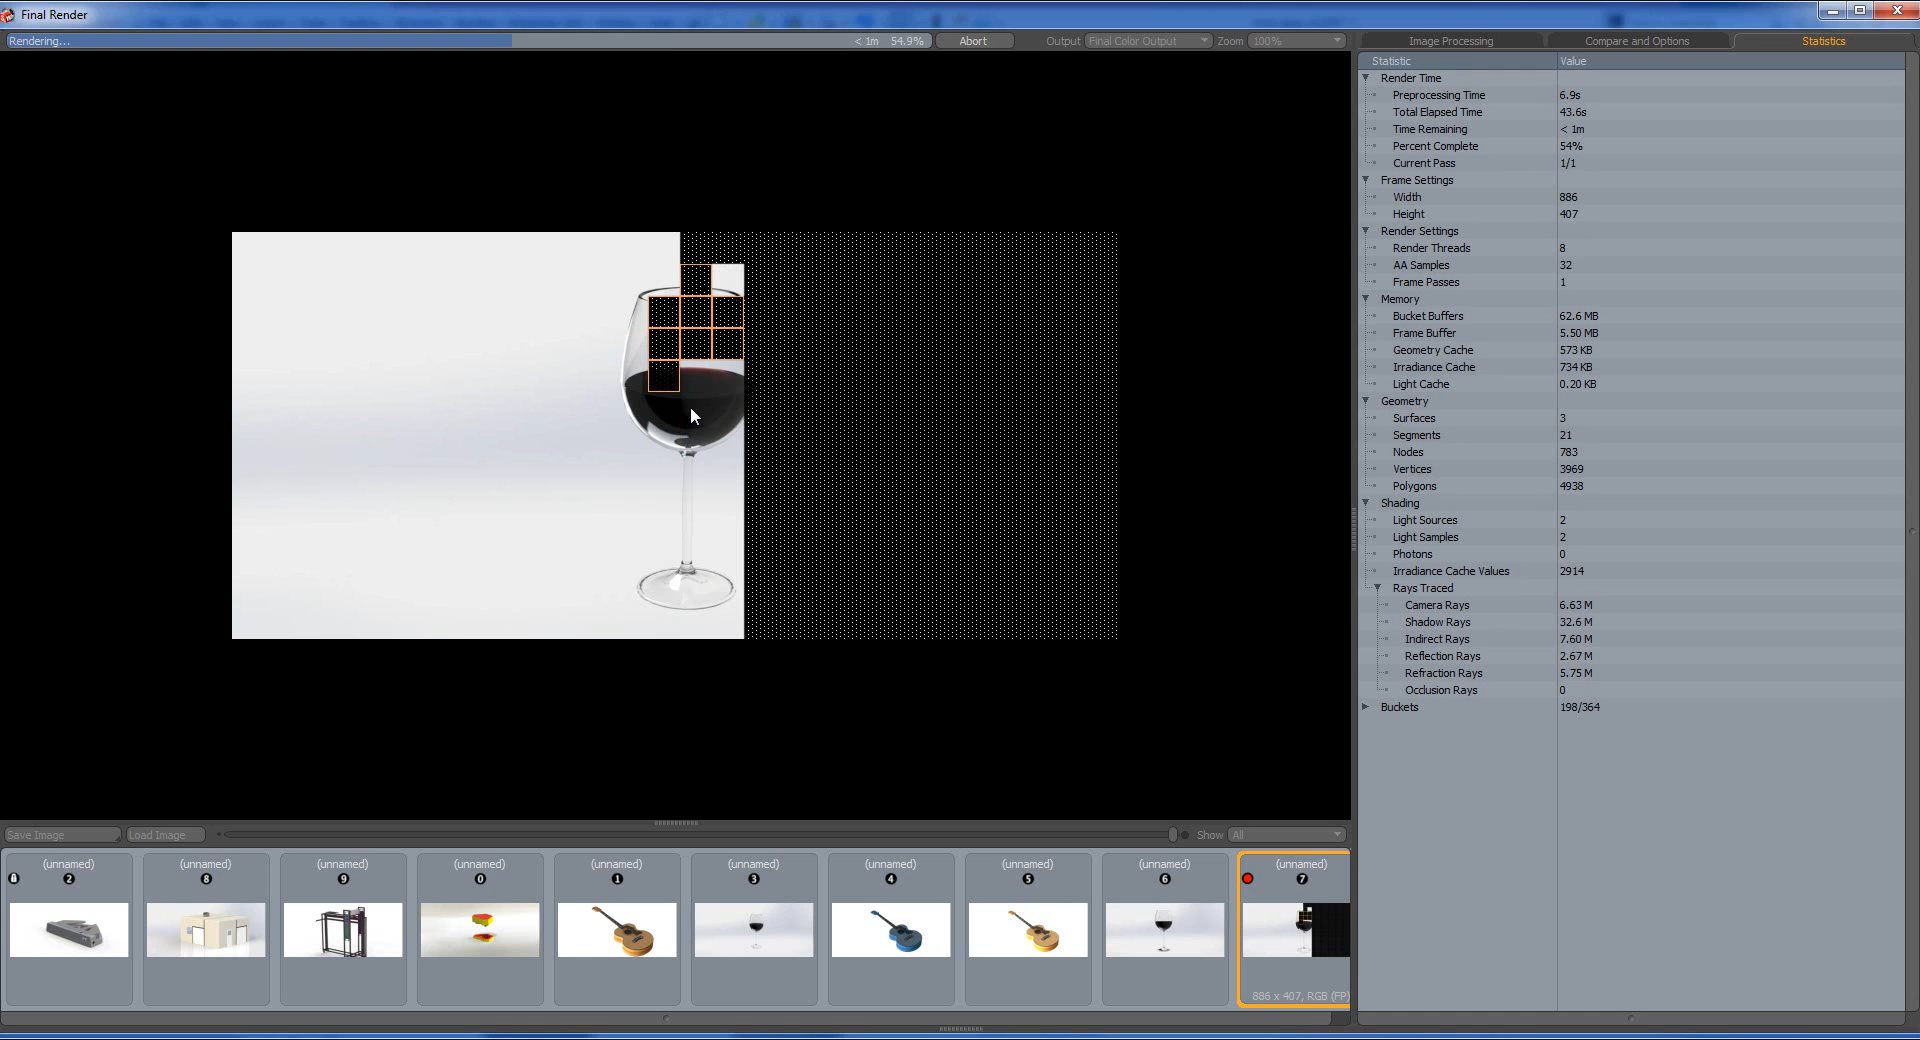 Final Render
Rendering... < 1m 54.9% Abort Output Final Color Output Zoom 100% Image Processing Compare and Options Statistics
Statistic Value
Render Time
Preprocessing Time 6.9s
Total Elapsed Time 43.6s
Time Remaining < 1m
Percent Complete 54%
Current Pass 1/1
Frame Settings
Width 886
Height 407
Render Settings
Render Threads 8
AA Samples 32
Frame Passes 1
Memory
Bucket Buffers 62.6 MB
Frame Buffer 5.50 MB
Geometry Cache 573 KB
Irradiance Cache 734 KB
Light Cache 0.20 KB
Geometry
Surfaces 3
Segments 21
Nodes 783
Vertices 3969
Polygons 4938
Shading
Light Sources 2
Light Samples 2
Photons 0
Irradiance Cache Values 2914
Rays Traced
Camera Rays 6.63 M
Shadow Rays 32.6 M
Indirect Rays 7.60 M
Reflection Rays 2.67 M
Refraction Rays 5.75 M
Occlusion Rays 0
Buckets 198/364
Save Image Load Image Show All
(unnamed) (unnamed) (unnamed) (unnamed) (unnamed) (unnamed) (unnamed) (unnamed) (unnamed) (unnamed)
2 8 9 0 1 3 4 5 6 7
886 x 407, RGB (FP)